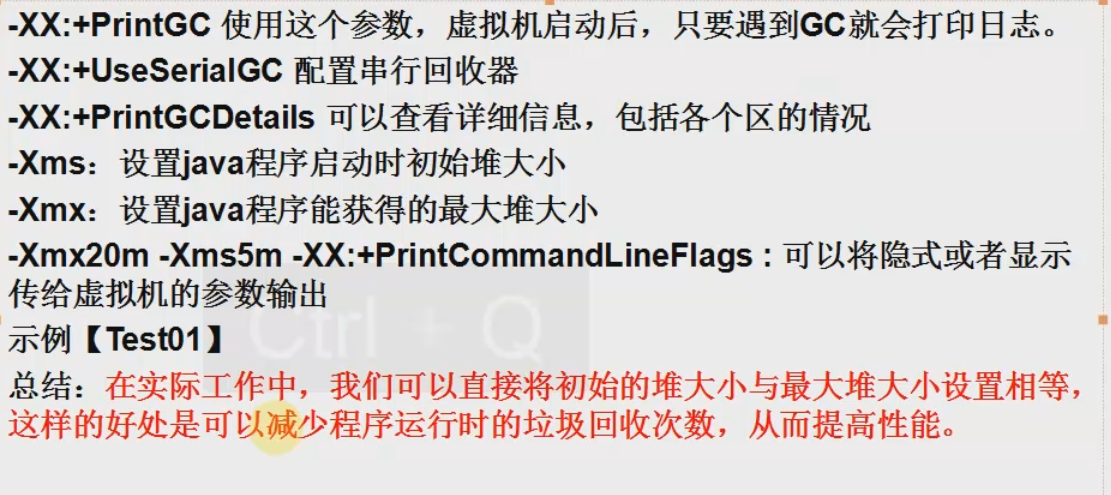 -XX:+PrintGC 使用这个参数，虚拟机启动后，只要遇到GC就会打印日志。
-XX:+UseSerialGC 配置串行回收器
-XX:+PrintGCDetails 可以查看详细信息，包括各个区的情况
-Xms：设置java程序启动时初始堆大小
-Xmx：设置java程序能获得的最大堆大小
-Xmx20m -Xms5m -XX:+PrintCommandLineFlags : 可以将隐式或者显示
传给虚拟机的参数输出
Ctrl + Q
示例【Test01】
总结：在实际工作中，我们可以直接将初始的堆大小与最大堆大小设置相等，
这样的好处是可以减少程序运行时的垃圾回收次数，从而提高性能。